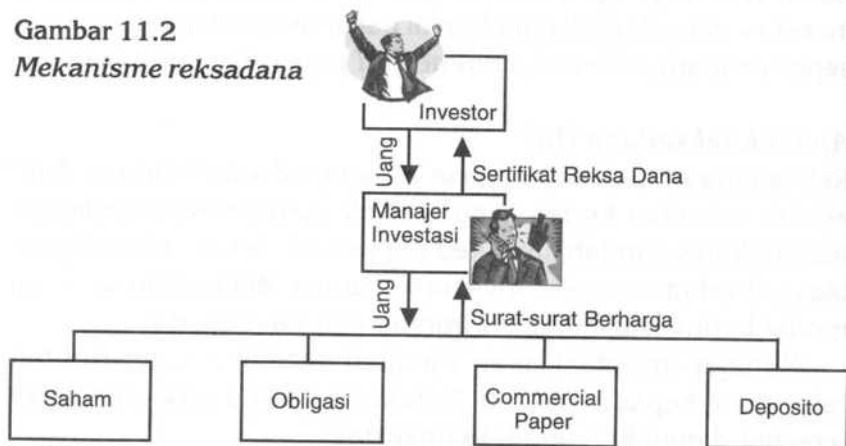 Gambar 11.2
Mekanisme reksadana
Investor
Uang
Sertifikat Reksa Dana
Manajer
Investasi
Uang
Surat-surat Berharga
Saham
Obligasi
Commercial
Paper
Deposito